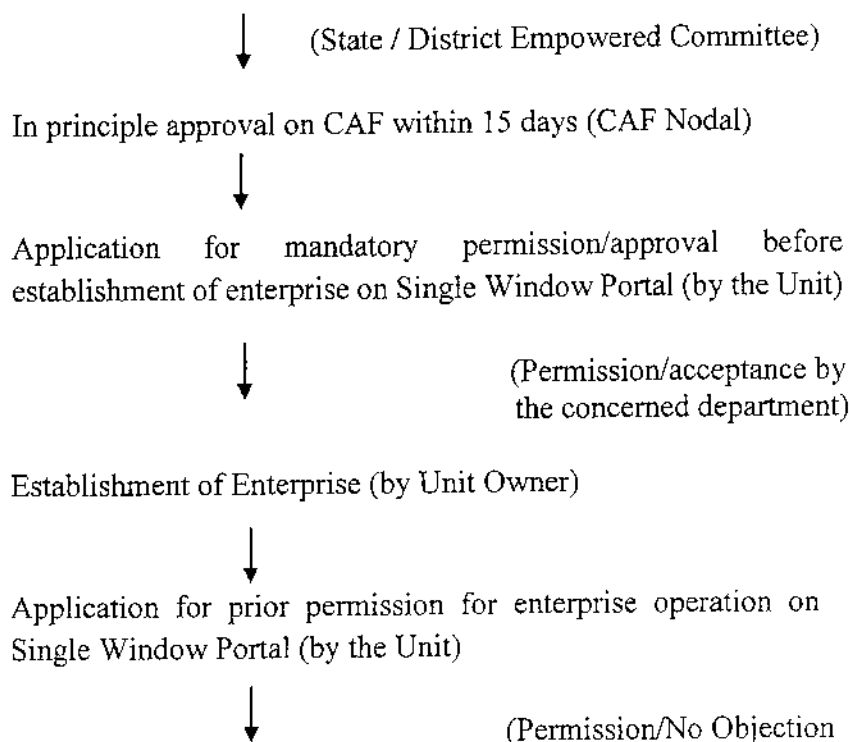 (State / District Empowered Committee)
In principle approval on CAF within 15 days (CAF Nodal)
Application for mandatory permission/approval before
establishment of enterprise on Single Window Portal (by the Unit)
(Permission/acceptance by
the concerned department)
Establishment of Enterprise (by Unit Owner)
Application for prior permission for enterprise operation on
Single Window Portal (by the Unit)
(Permission/No Objection